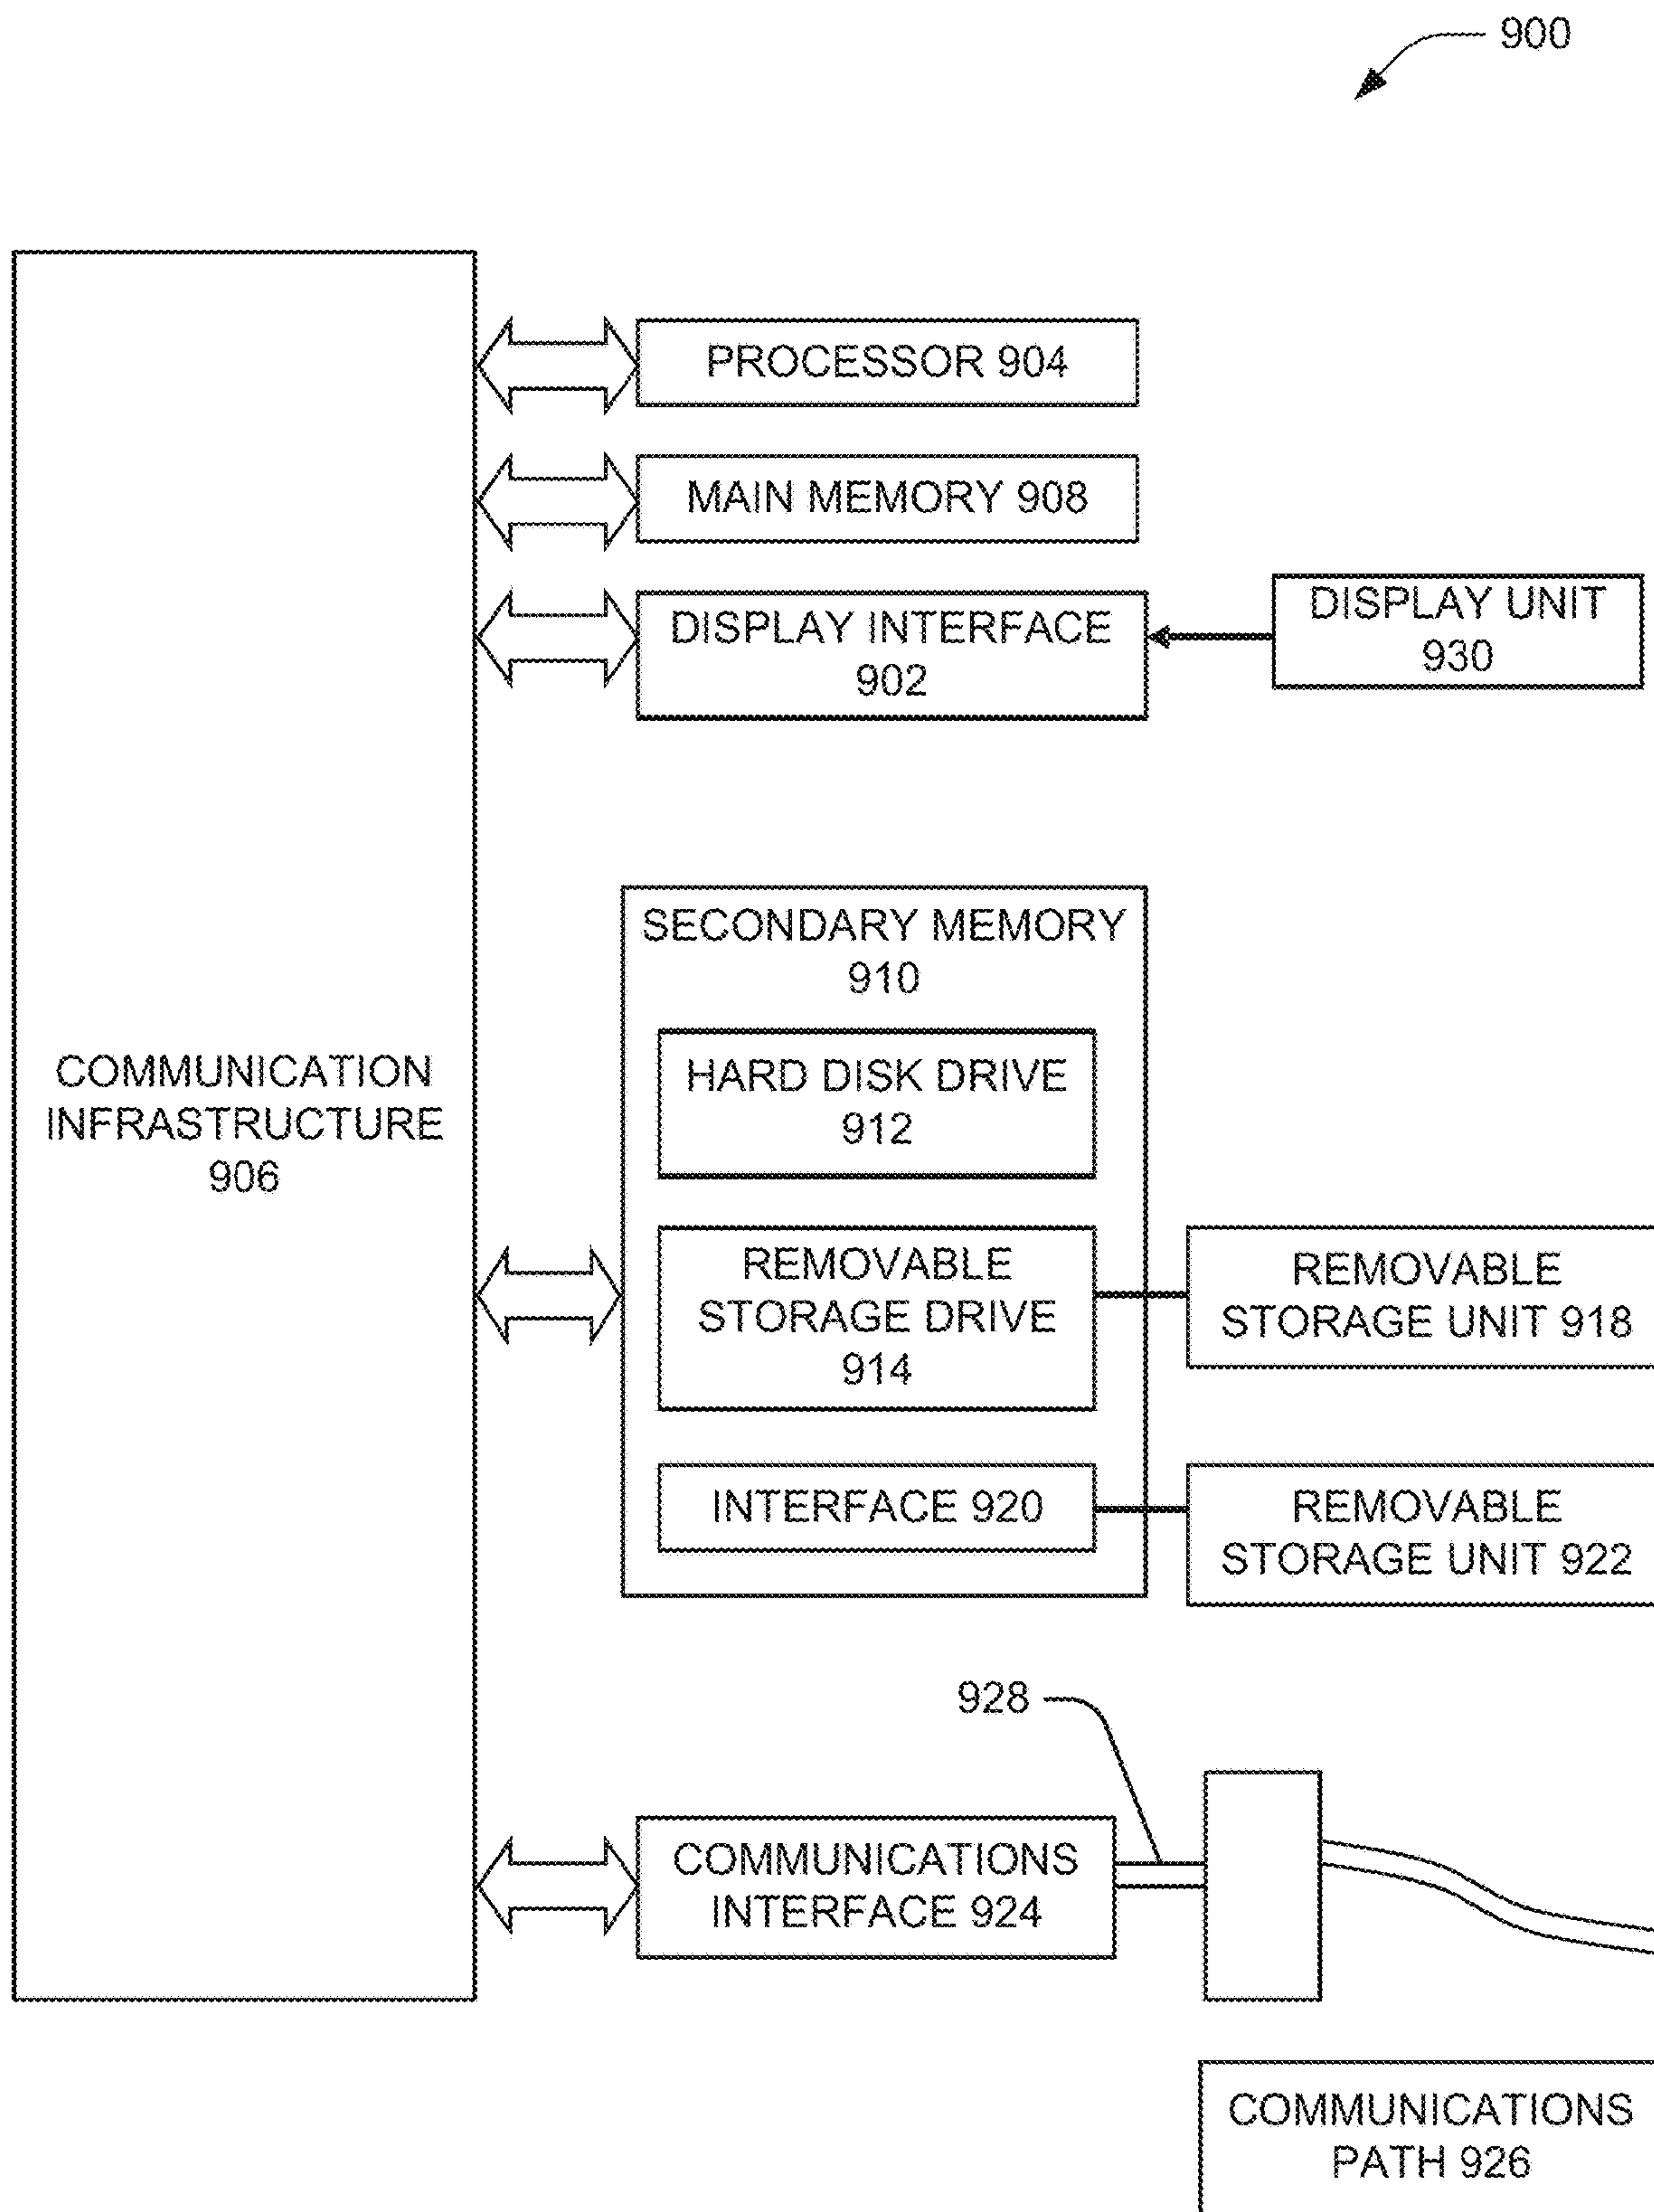 900
PROCESSOR 904
MAIN MEMORY 908
DISPLAY INTERFACE
902
DISPLAY UNIT
930
SECONDARY MEMORY
910
HARD DISK DRIVE
912
COMMUNICATION
INFRASTRUCTURE
906
REMOVABLE
STORAGE DRIVE
914
REMOVABLE
STORAGE UNIT 918
INTERFACE 920
REMOVABLE
STORAGE UNIT 922
928
COMMUNICATIONS
INTERFACE 924
COMMUNICATIONS
PATH 926